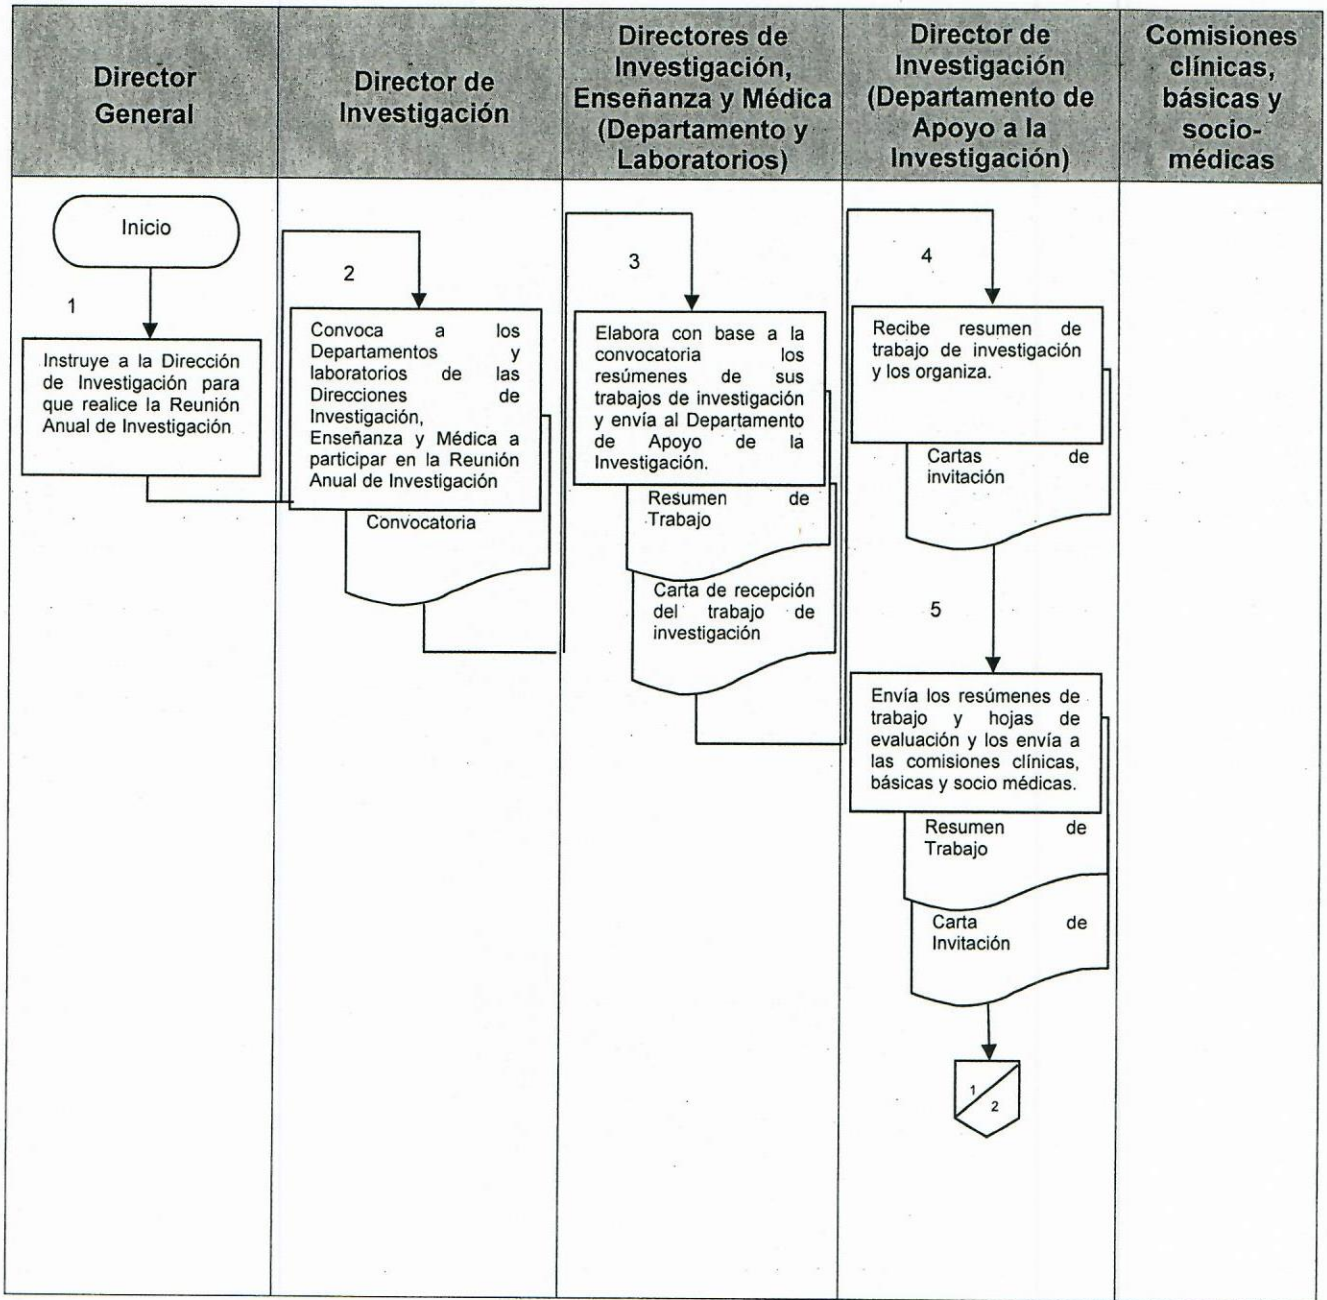 Director
General
Director de
Investigación
Directores de
Investigación,
Enseñanza y Médica
(Departamento y
Laboratorios)
Director de
Investigación
(Departamento de
Apoyo a la
Investigación)
Comisiones
clínicas,
básicas y
socio-
médicas
Inicio
1
Instruye a la Dirección
de Investigación para
que realice la Reunión
Anual de Investigación
2
Convoca a los
Departamentos y
laboratorios de las
Direcciones de
Investigación,
Enseñanza y Médica a
participar en la Reunión
Anual de Investigación
Convocatoria
3
Elabora con base a la
convocatoria los
resúmenes de sus
trabajos de investigación
y envía al Departamento
de Apoyo de la
Investigación.
Resumen de
Trabajo
Carta de recepción
del trabajo de
investigación
4
Recibe resumen de
trabajo de investigación
y los organiza.
Cartas de
invitación
5
Envía los resúmenes de
trabajo y hojas de
evaluación y los envía a
las comisiones clínicas,
básicas y socio médicas.
Resumen de
Trabajo
Carta de
Invitación
1
2